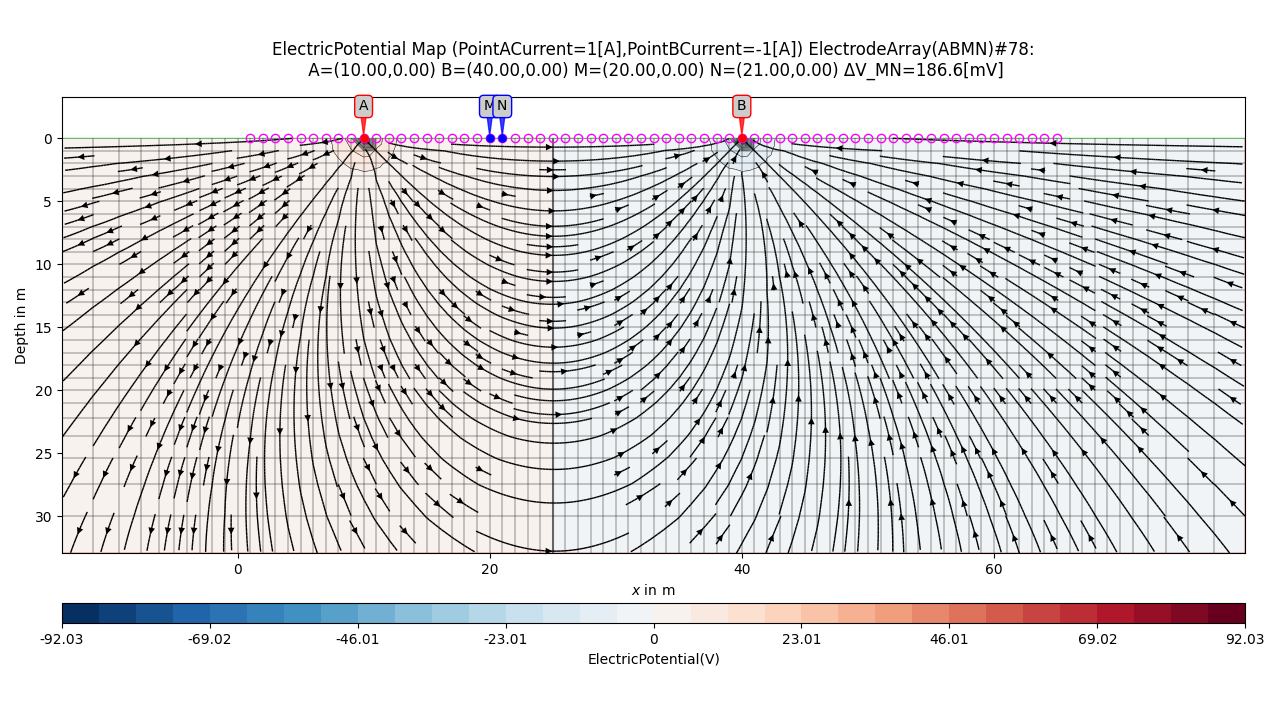 ElectricPotential Map (PointACurrent=1[A],PointBCurrent=-1[A]) ElectrodeArray(ABMN)#78:
A=(10.00,0.00) B=(40.00,0.00) M=(20.00,0.00) N=(21.00,0.00) ΔV_MN=186.6[mV]
A M N B
0
5
10
15
20
25
30
Depth in m
0 20 40 60
x in m
-92.03 -69.02 -46.01 -23.01 0 23.01 46.01 69.02 92.03
ElectricPotential(V)